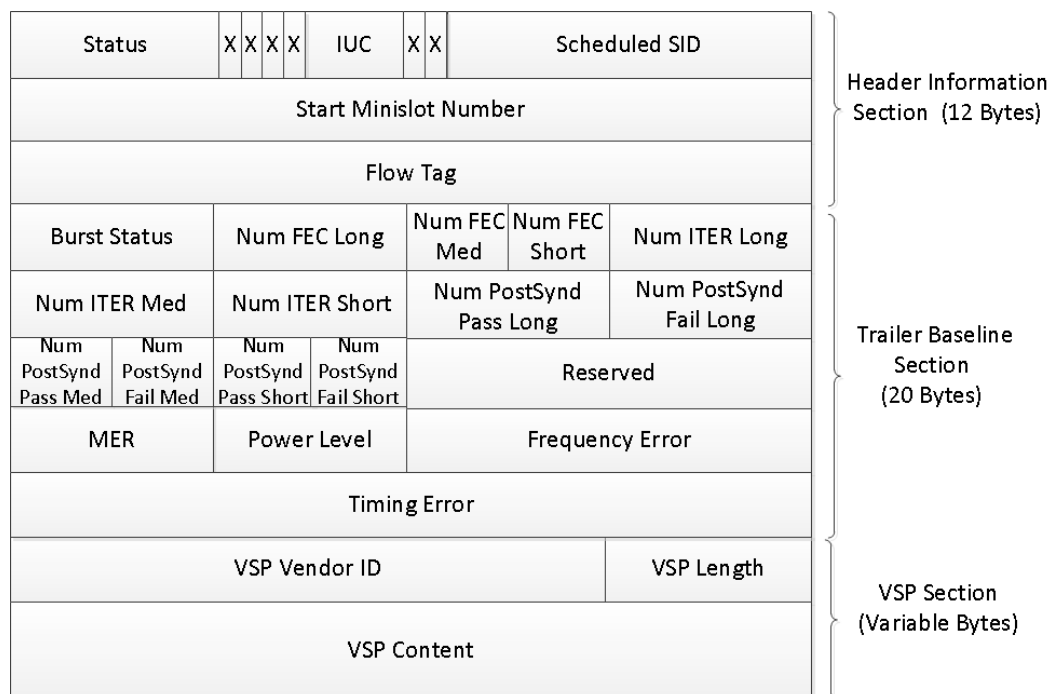 Status
X X X X
IUC
X X
Scheduled SID
Header Information
Section (12 Bytes)
Start Minislot Number
Flow Tag
Burst Status
Num FEC Long
Num FEC
Med
Num FEC
Short
Num ITER Long
Num ITER Med
Num ITER Short
Num PostSynd
Pass Long
Num PostSynd
Fail Long
Num
PostSynd
Pass Med
Num
PostSynd
Fail Med
Num
PostSynd
Pass Short
Num
PostSynd
Fail Short
Reserved
Trailer Baseline
Section
(20 Bytes)
MER
Power Level
Frequency Error
Timing Error
VSP Vendor ID
VSP Length
VSP Section
(Variable Bytes)
VSP Content